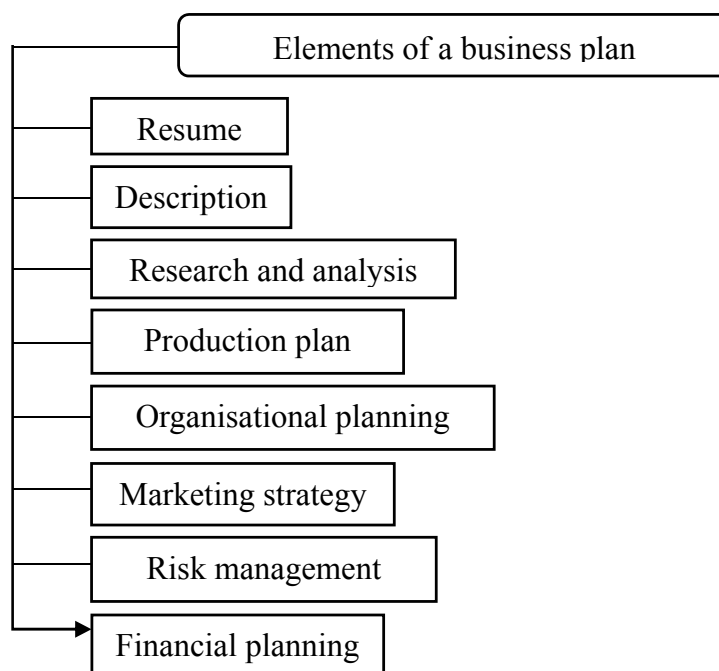 Elements of a business plan
Resume
Description
Research and analysis
Production plan
Organisational planning
Marketing strategy
Risk management
Financial planning